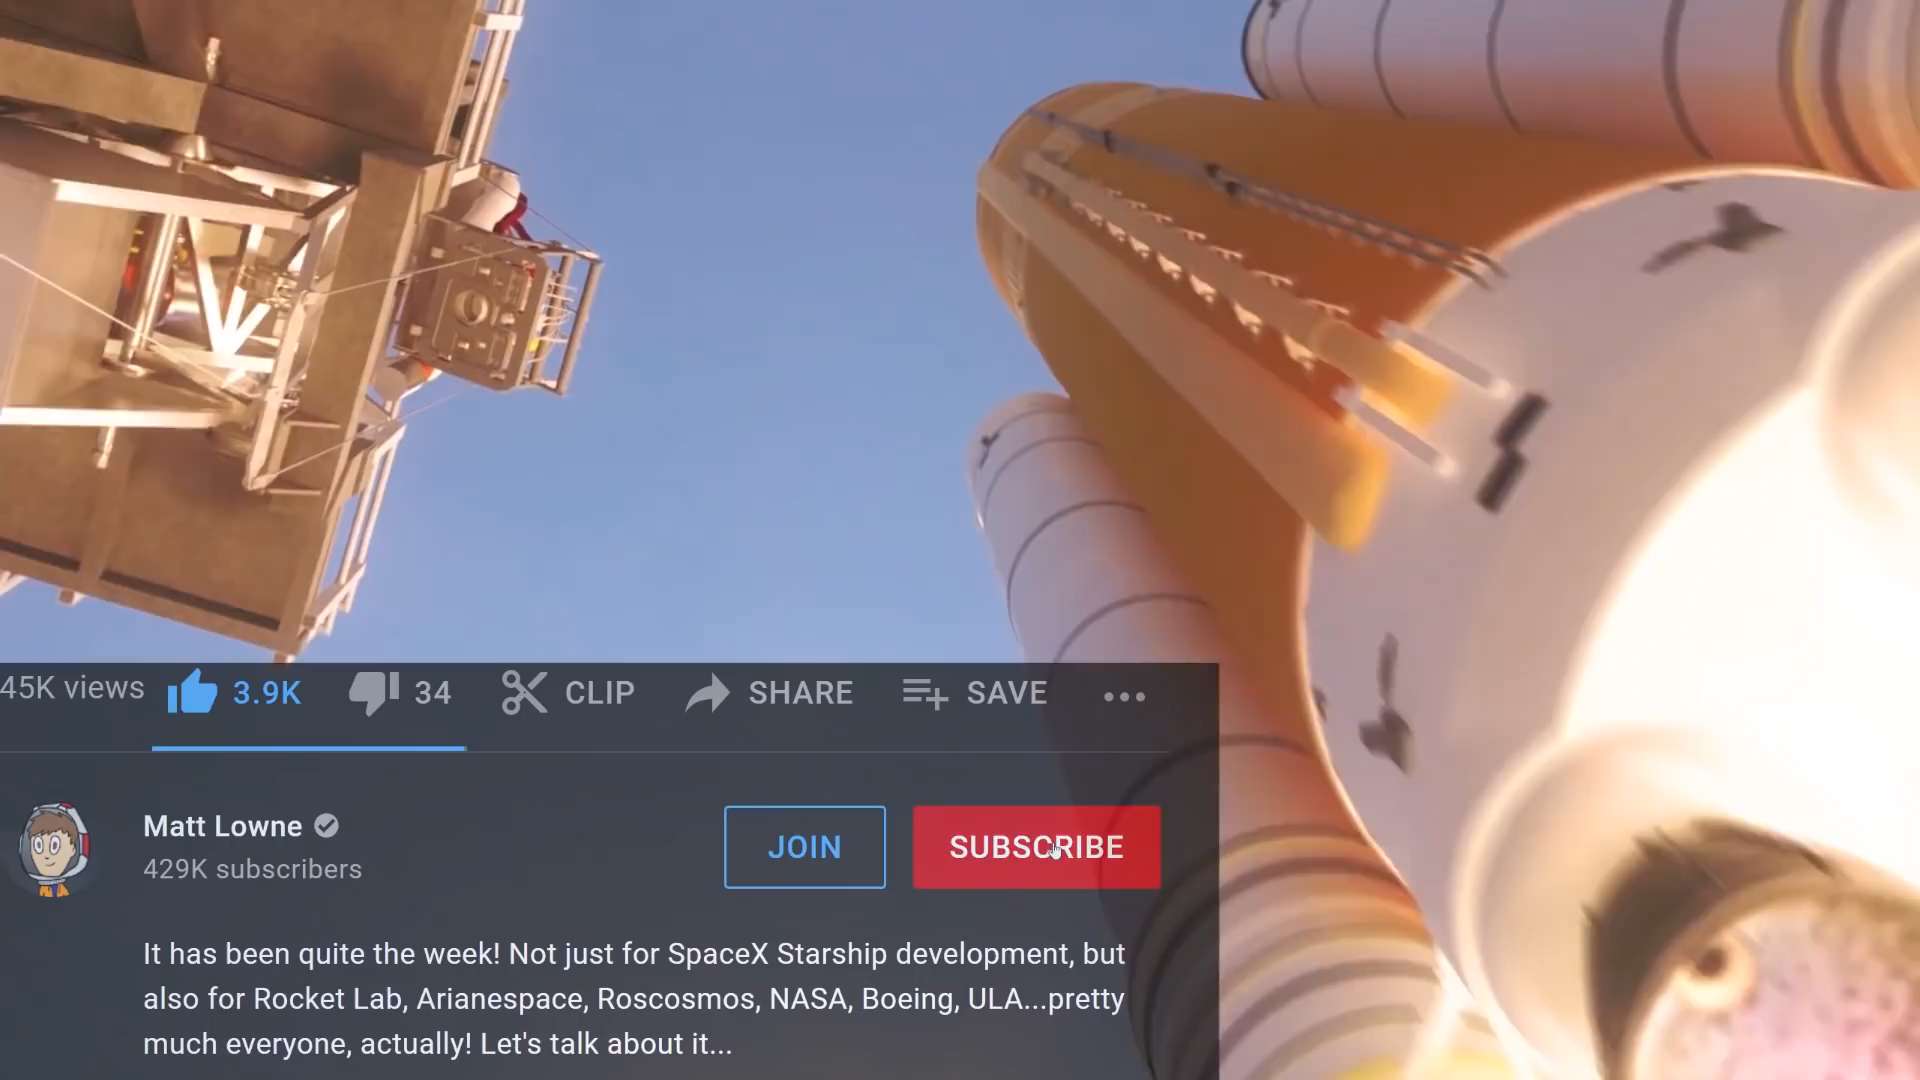 45K views 3.9K 34 CLIP SHARE SAVE
Matt Lowne
429K subscribers
JOIN SUBSCRIBE
It has been quite the week! Not just for SpaceX Starship development, but
also for Rocket Lab, Arianespace, Roscosmos, NASA, Boeing, ULA...pretty
much everyone, actually! Let's talk about it...